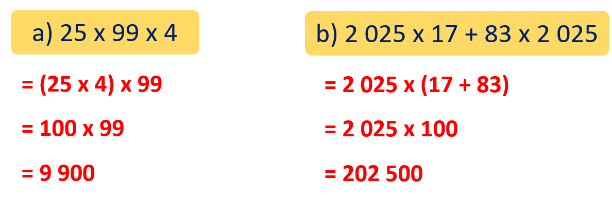 a) 25 x 99 x 4
= (25 x 4) x 99
= 100 x 99
= 9 900
b) 2 025 x 17 + 83 x 2 025
= 2 025 x (17 + 83)
= 2 025 x 100
= 202 500